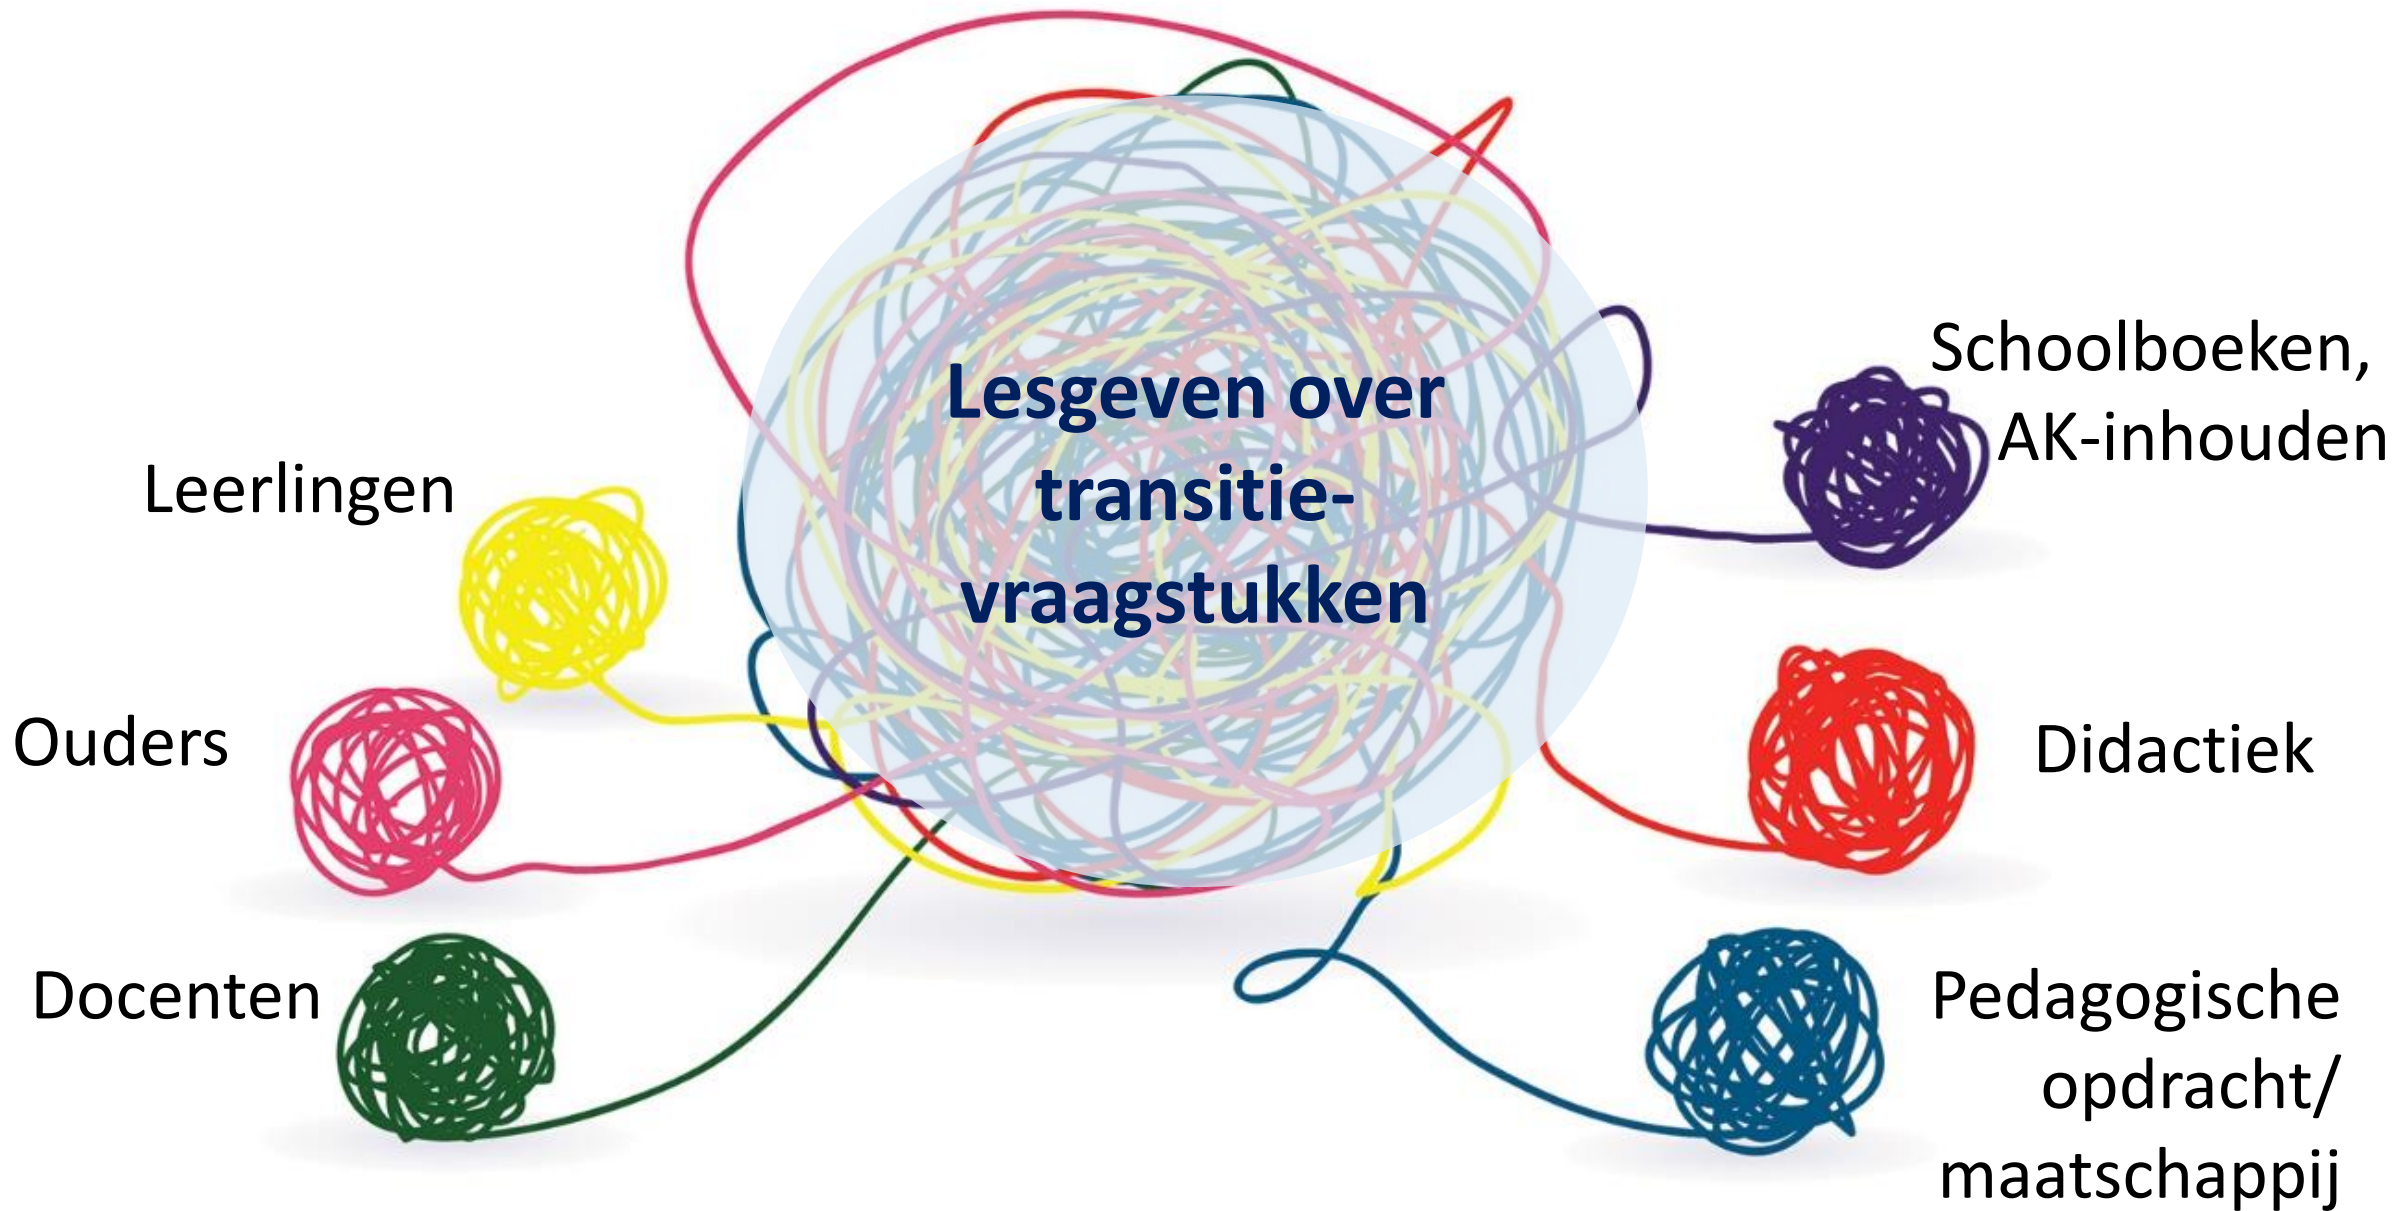 Lesgeven over
transitie-
vraagstukken
Leerlingen
Ouders
Docenten
Schoolboeken,
AK-inhouden
Didactiek
Pedagogische
opdracht/
maatschappij